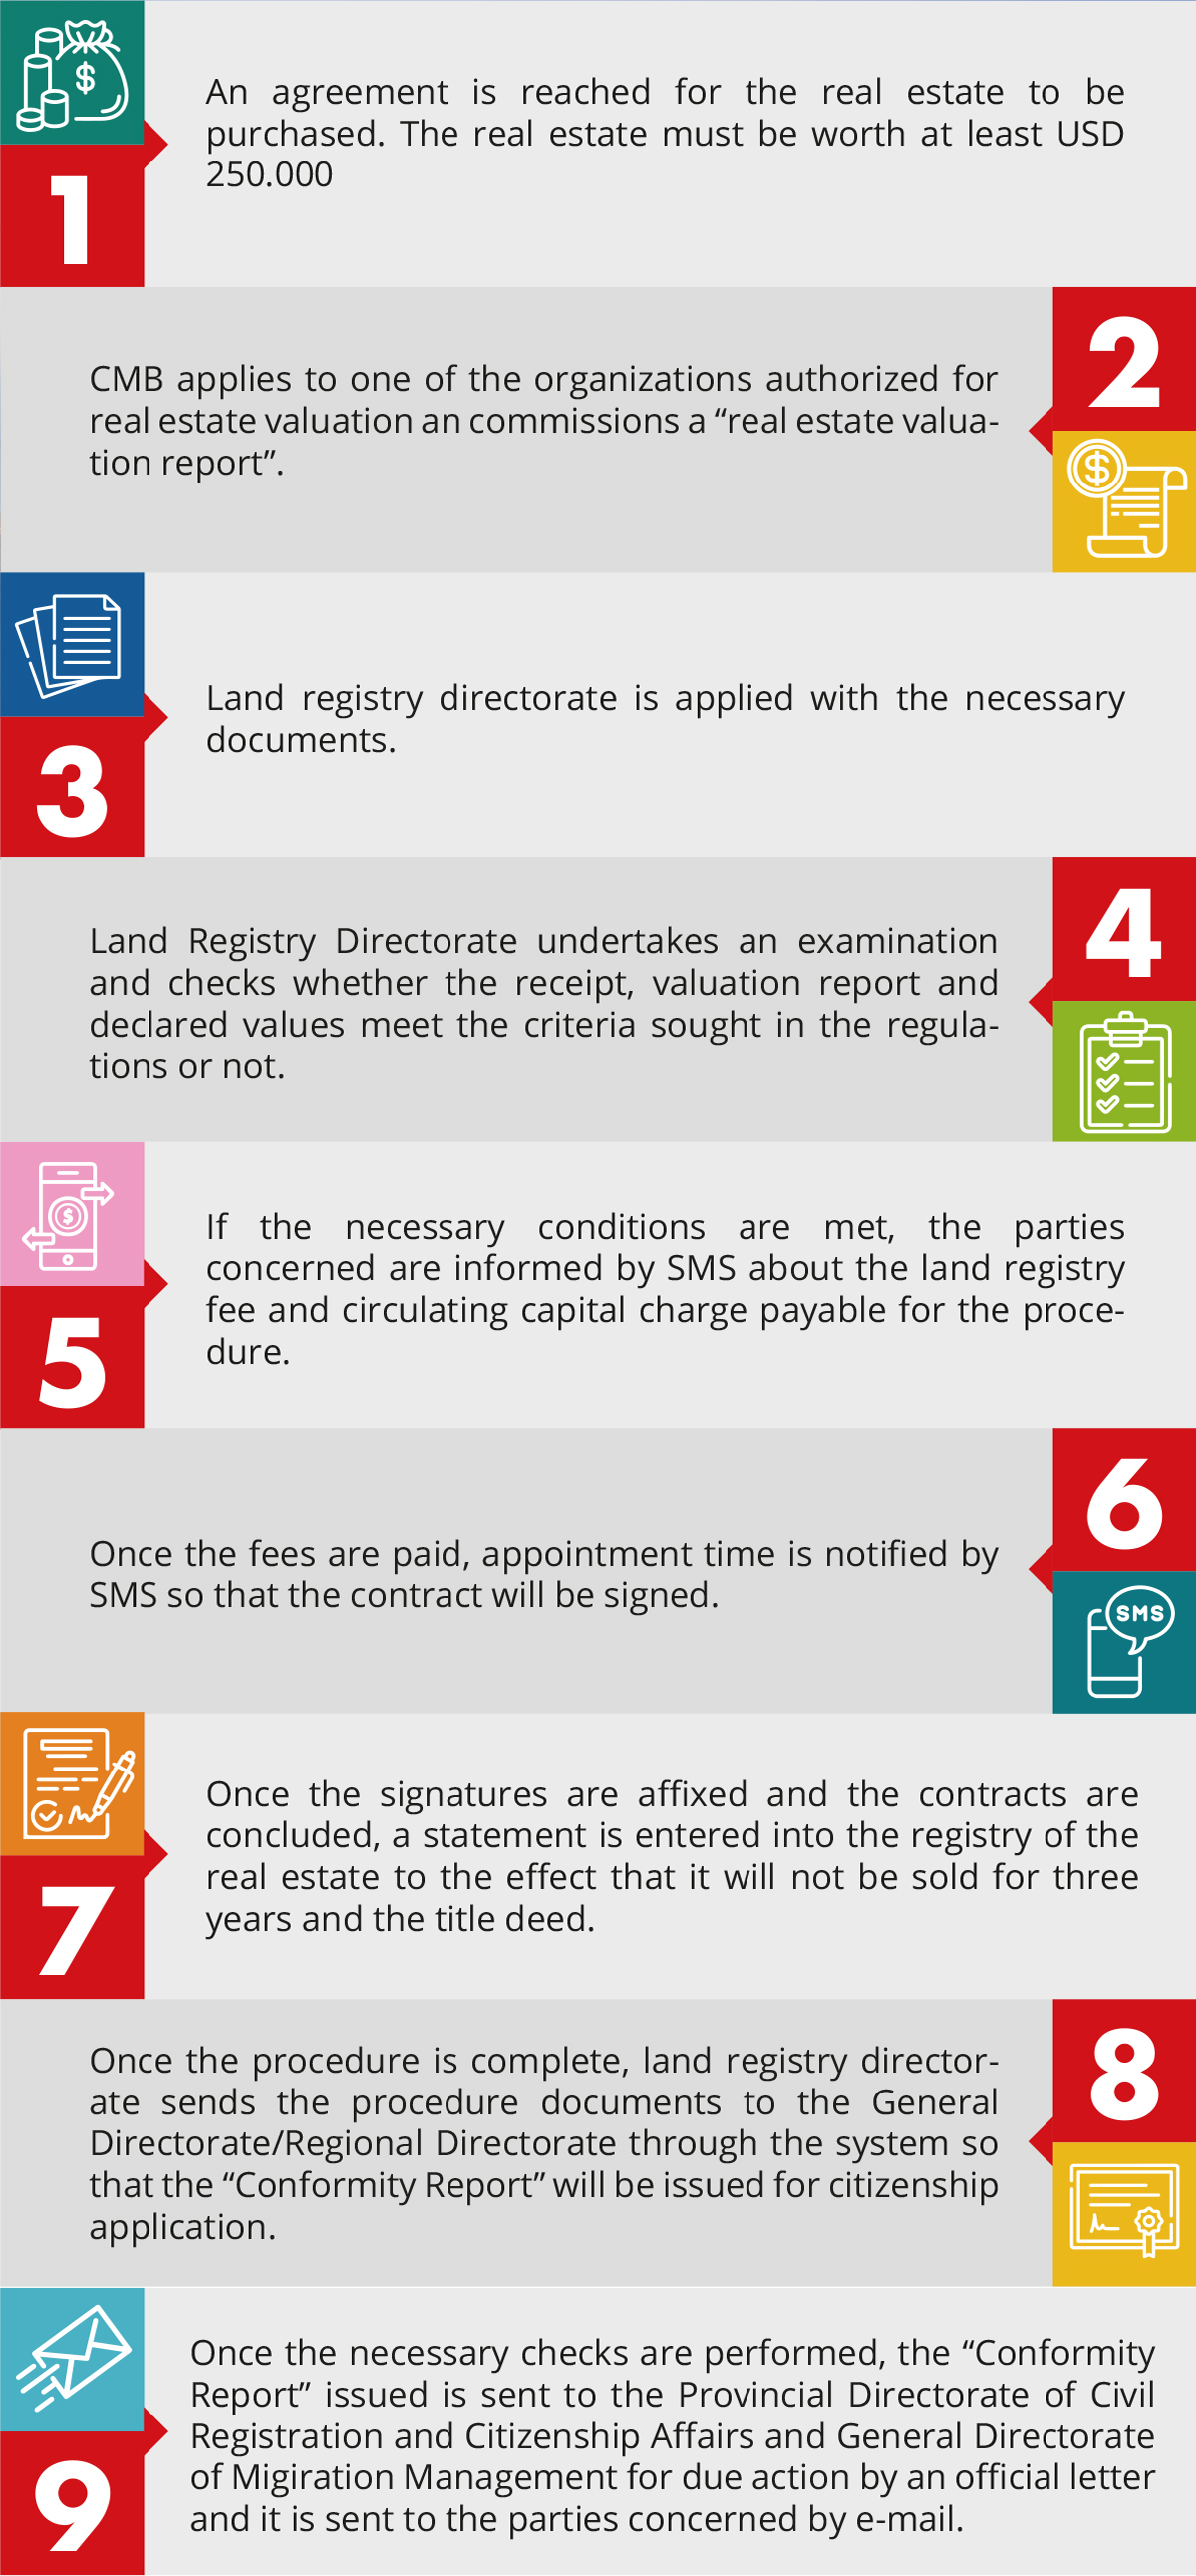 An agreement is reached for the real estate to be
purchased. The real estate must be worth at least USD
250.000
1
2
CMB applies to one of the organizations authorized for
real estate valuation an commissions a “real estate valua-
tion report”.
Land registry directorate is applied with the necessary
documents.
3
4
Land Registry Directorate undertakes an examination
and checks whether the receipt, valuation report and
declared values meet the criteria sought in the regula-
tions or not.
If the necessary conditions are met, the parties
concerned are informed by SMS about the land registry
fee and circulating capital charge payable for the proce-
dure.
5
6
Once the fees are paid, appointment time is notified by
SMS so that the contract will be signed.
SMS
Once the signatures are affixed and the contracts are
concluded, a statement is entered into the registry of the
real estate to the effect that it will not be sold for three
years and the title deed.
7
8
Once the procedure is complete, land registry director-
ate sends the procedure documents to the General
Directorate/Regional Directorate through the system so
that the “Conformity Report” will be issued for citizenship
application.
Once the necessary checks are performed, the “Conformity
Report” issued is sent to the Provincial Directorate of Civil
Registration and Citizenship Affairs and General Directorate
of Migiration Management for due action by an official letter
and it is sent to the parties concerned by e-mail.
9